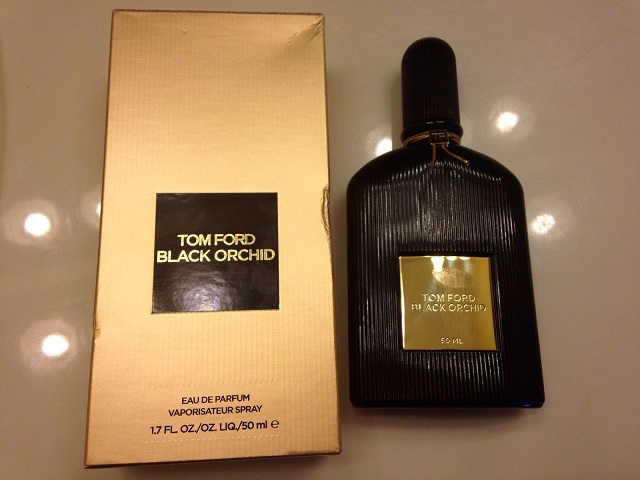 TOM FORD
BLACK ORCHID
EAU DE PARFUM
VAPORISATEUR SPRAY
1.7 FL. OZ./OZ. LIQ./50 ml e
TOM FORD
BLACK ORCHID
50 ML